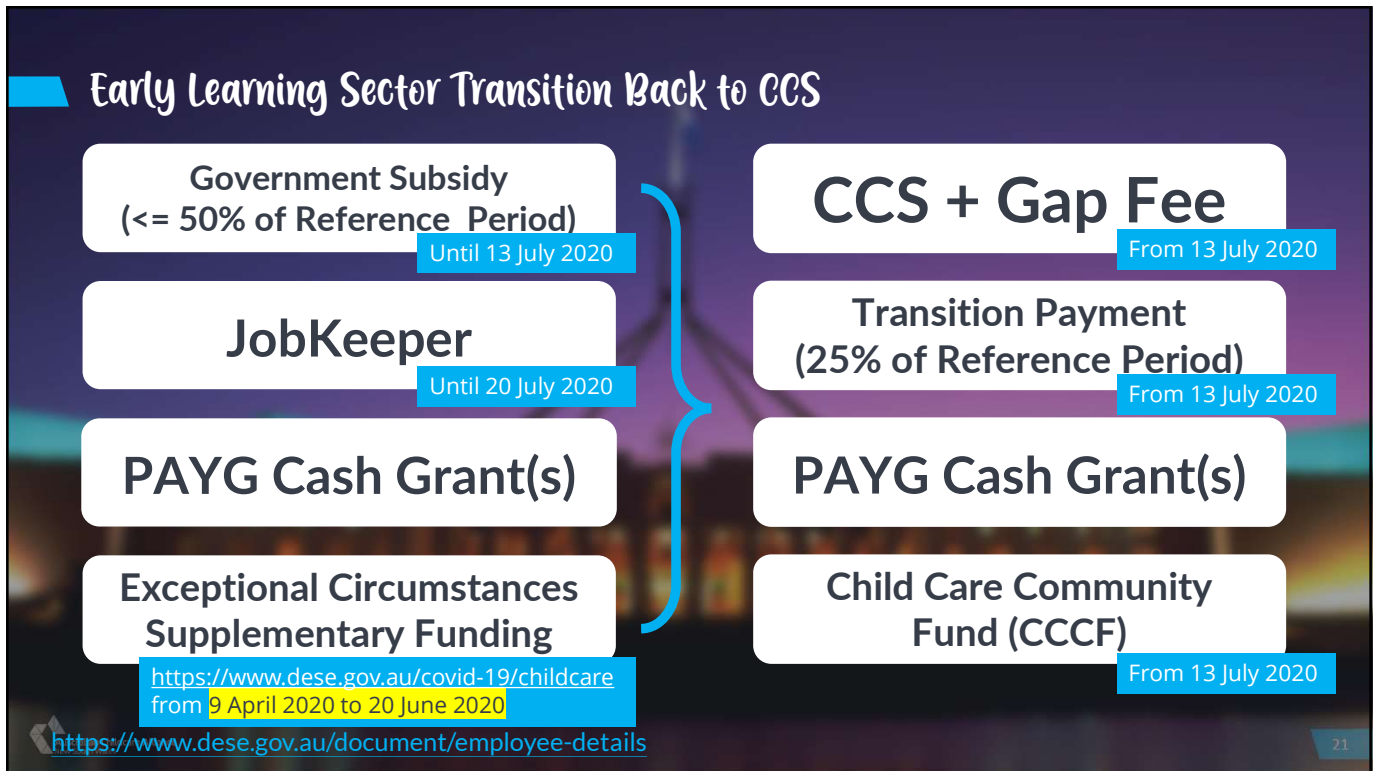 Early Learning Sector Transition Back to CCS
Government Subsidy
(<= 50% of Reference Period)
Until 13 July 2020
JobKeeper
Until 20 July 2020
PAYG Cash Grant(s)
Exceptional Circumstances
Supplementary Funding
https://www.dese.gov.au/covid-19/childcare
from 9 April 2020 to 20 June 2020
https://www.dese.gov.au/document/employee-details
CCS + Gap Fee
From 13 July 2020
Transition Payment
(25% of Reference Period)
From 13 July 2020
PAYG Cash Grant(s)
Child Care Community
Fund (CCCF)
From 13 July 2020
21